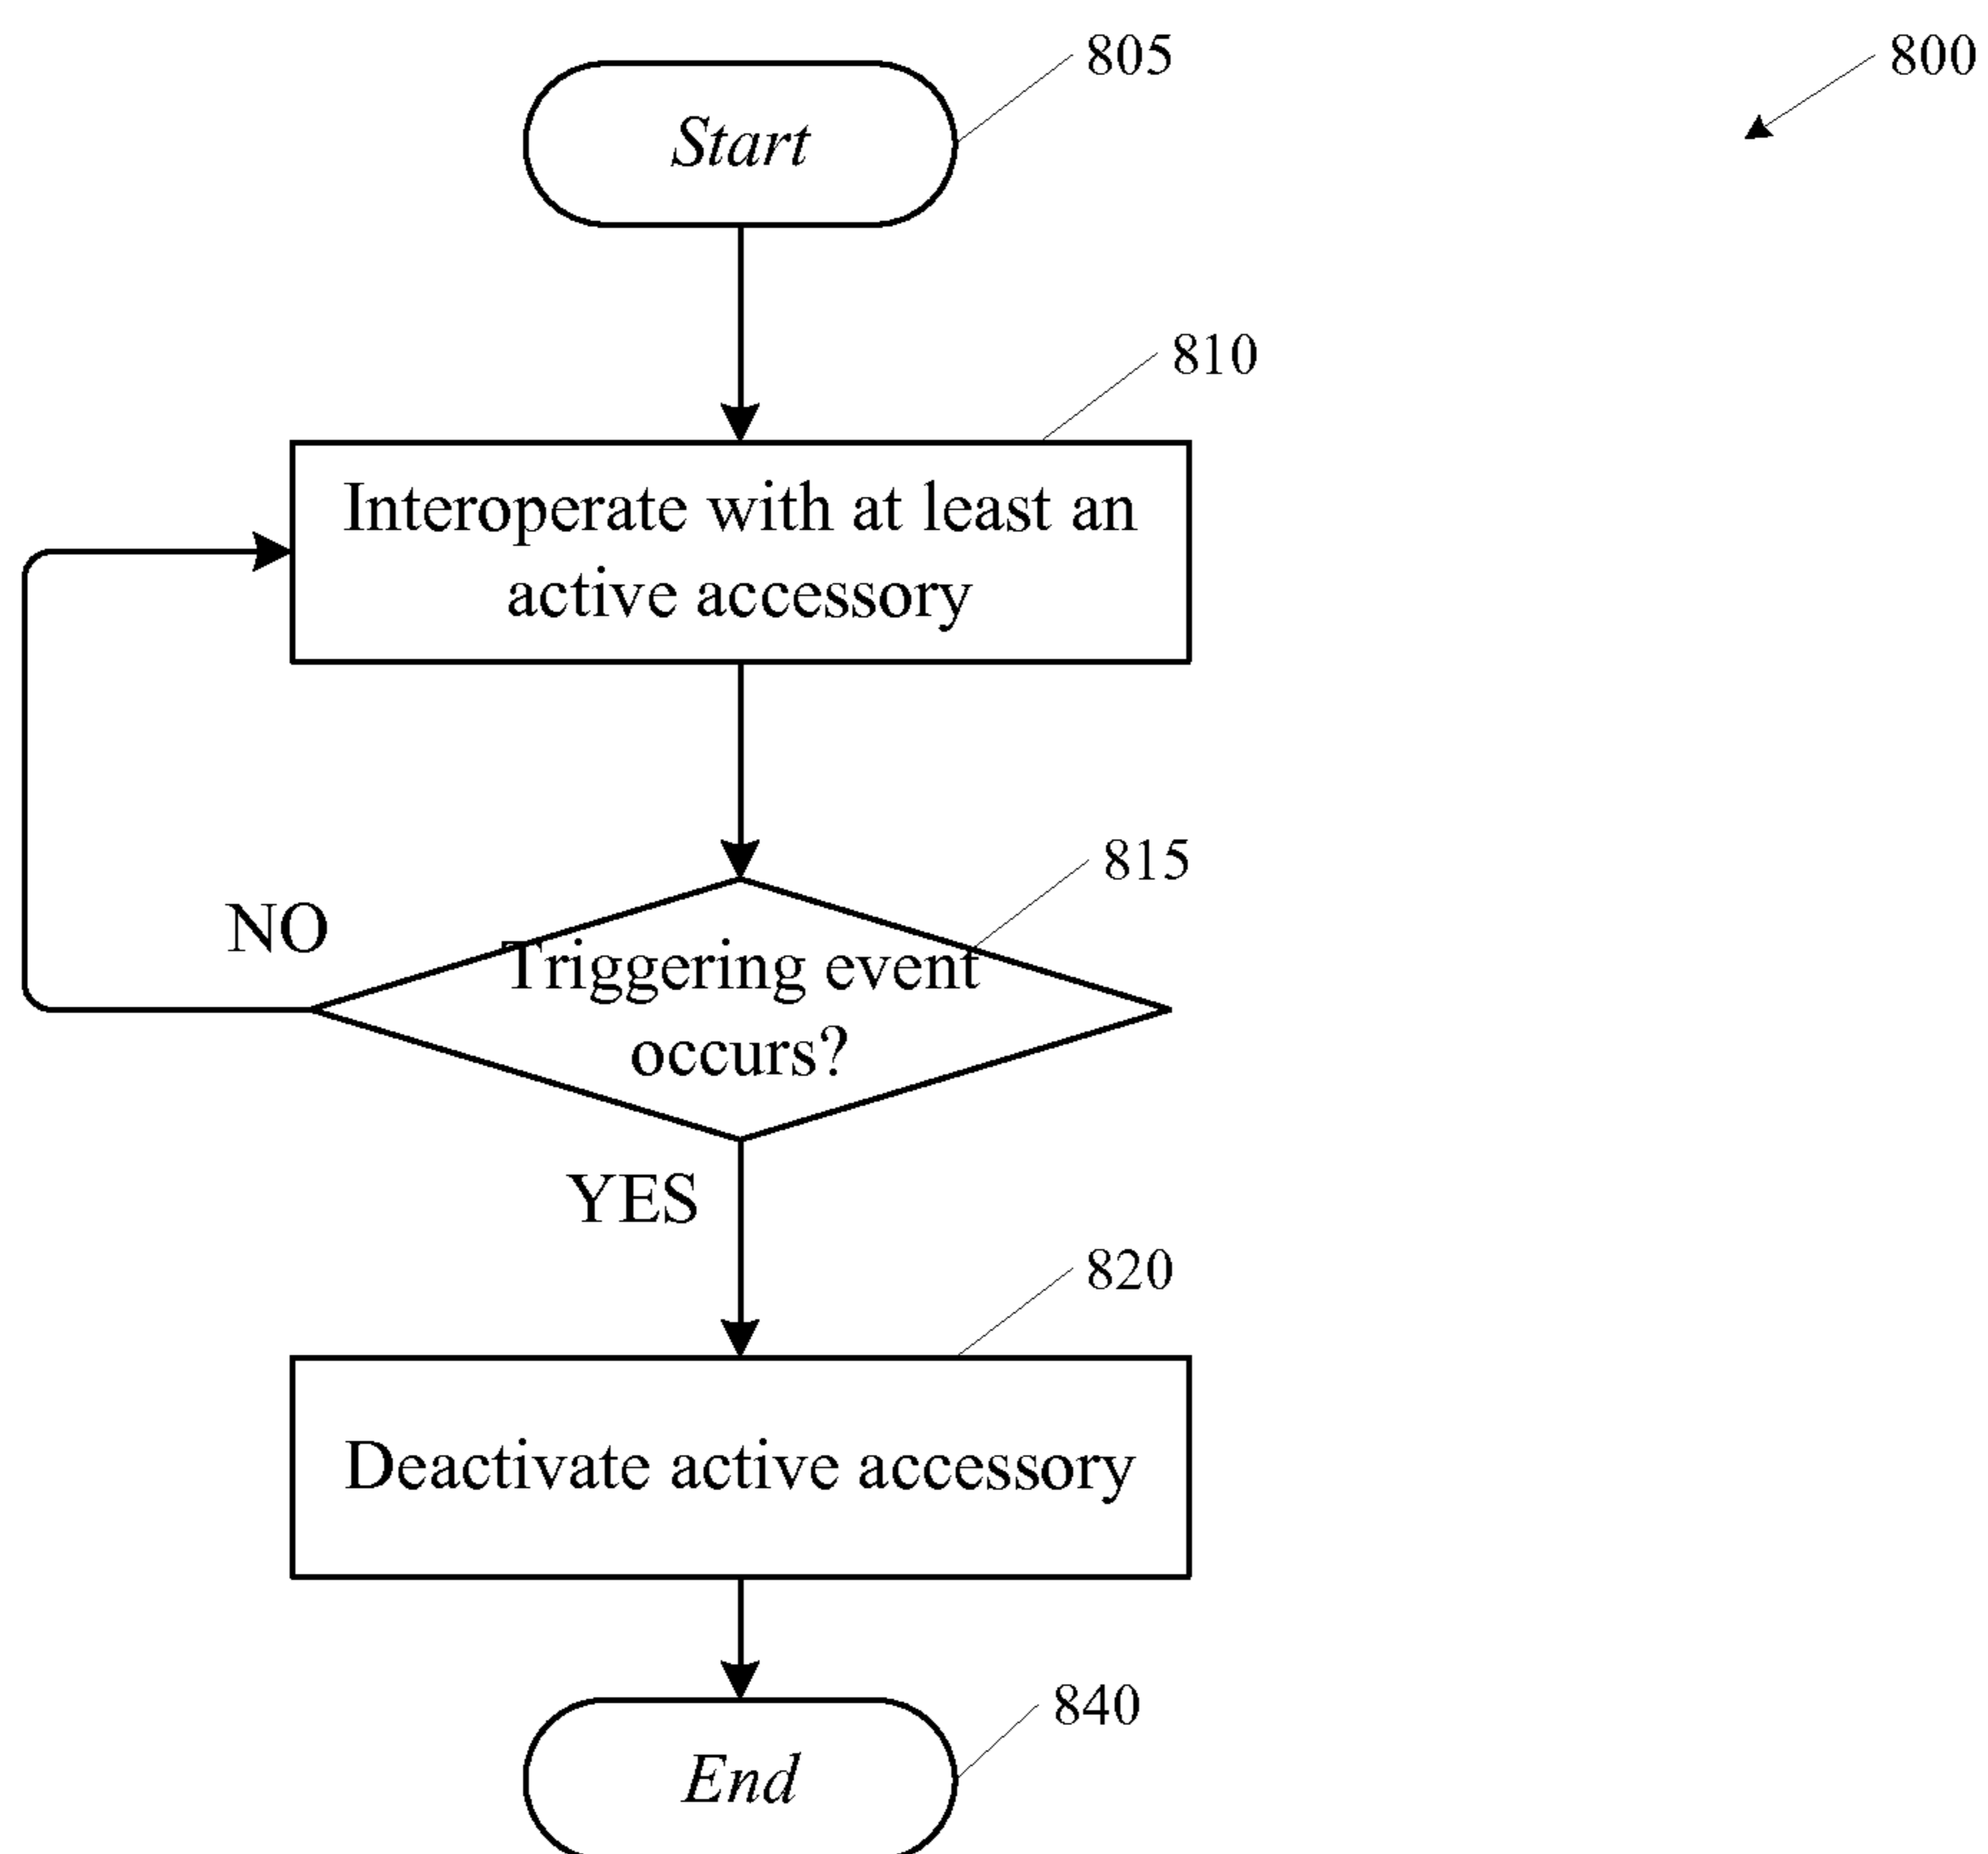 805
800
Start
810
Interoperate with at least an
active accessory
815
NO
Triggering event
occurs?
YES
820
Deactivate active accessory
840
End